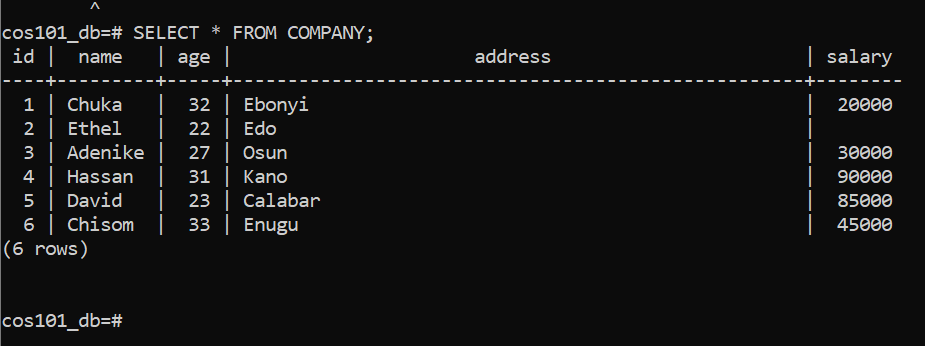 ^
cos101_db=# SELECT * FROM COMPANY;
 id |  name   | age |                      address                       | salary
----+---------+-----+----------------------------------------------------+--------
  1 | Chuka   |  32 | Ebonyi                                             |  20000
  2 | Ethel   |  22 | Edo                                                |
  3 | Adenike |  27 | Osun                                               |  30000
  4 | Hassan  |  31 | Kano                                               |  90000
  5 | David   |  23 | Calabar                                            |  85000
  6 | Chisom  |  33 | Enugu                                              |  45000
(6 rows)
cos101_db=#